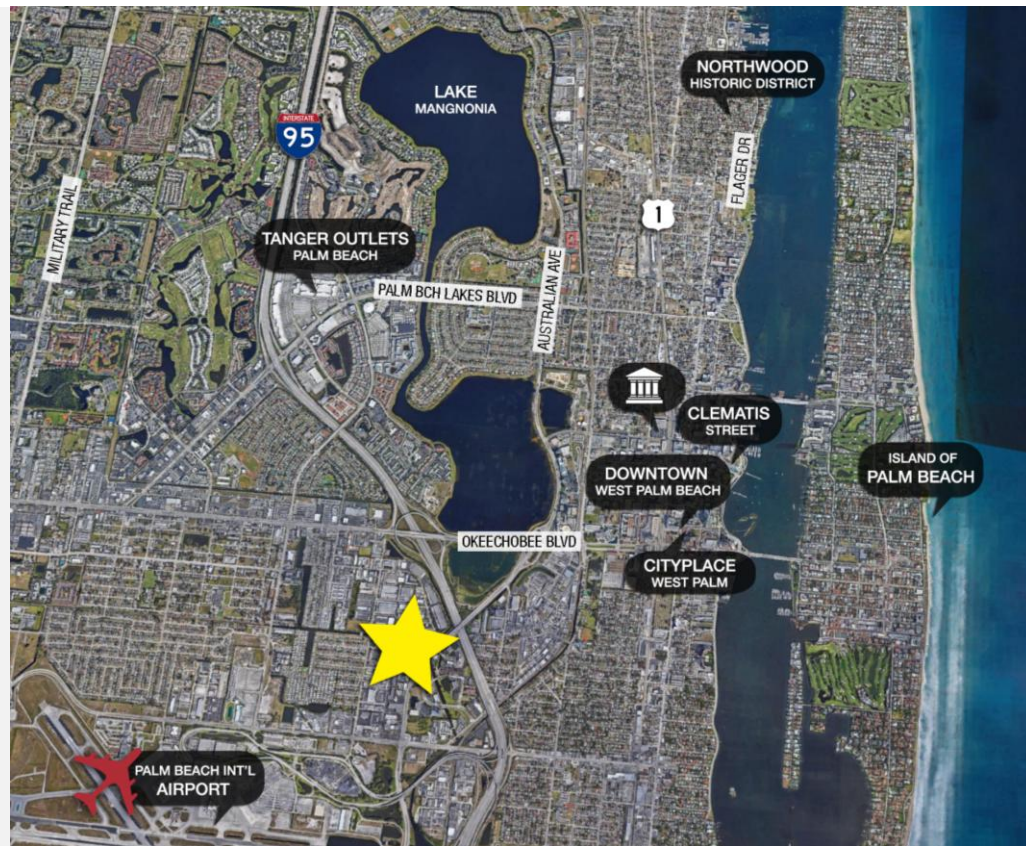 NORTHWOOD
HISTORIC DISTRICT
LAKE
MANGNONIA
INTERSTATE
95
FLAGER DR
MILITARY TRAIL
1
TANGER OUTLETS
PALM BEACH
AUSTRALIAN AVE
PALM BCH LAKES BLVD
CLEMATIS
STREET
DOWNTOWN
WEST PALM BEACH
ISLAND OF
PALM BEACH
OKEECHOBEE BLVD
CITYPLACE
WEST PALM
PALM BEACH INT'L
AIRPORT